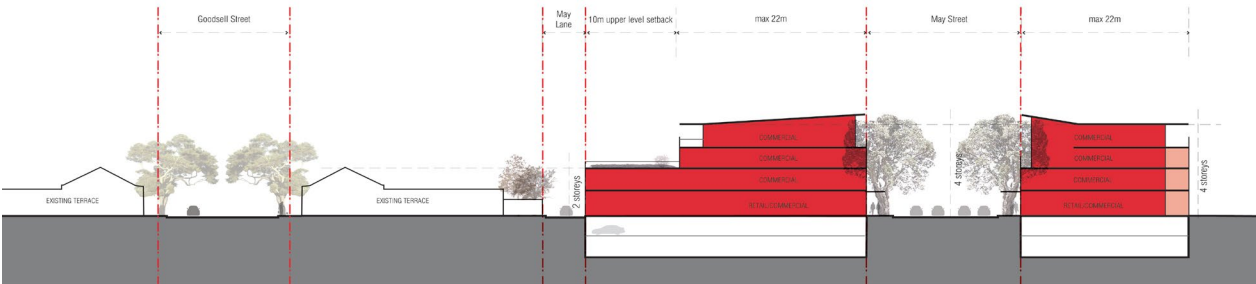 Goodsell Street
May
Lane
10m upper level setback
max 22m
May Street
max 22m
COMMERCIAL
COMMERCIAL
COMMERCIAL
RETAIL/COMMERCIAL
COMMERCIAL
COMMERCIAL
COMMERCIAL
RETAIL/COMMERCIAL
EXISTING TERRACE
EXISTING TERRACE
2 storeys
4 storeys
4 storeys